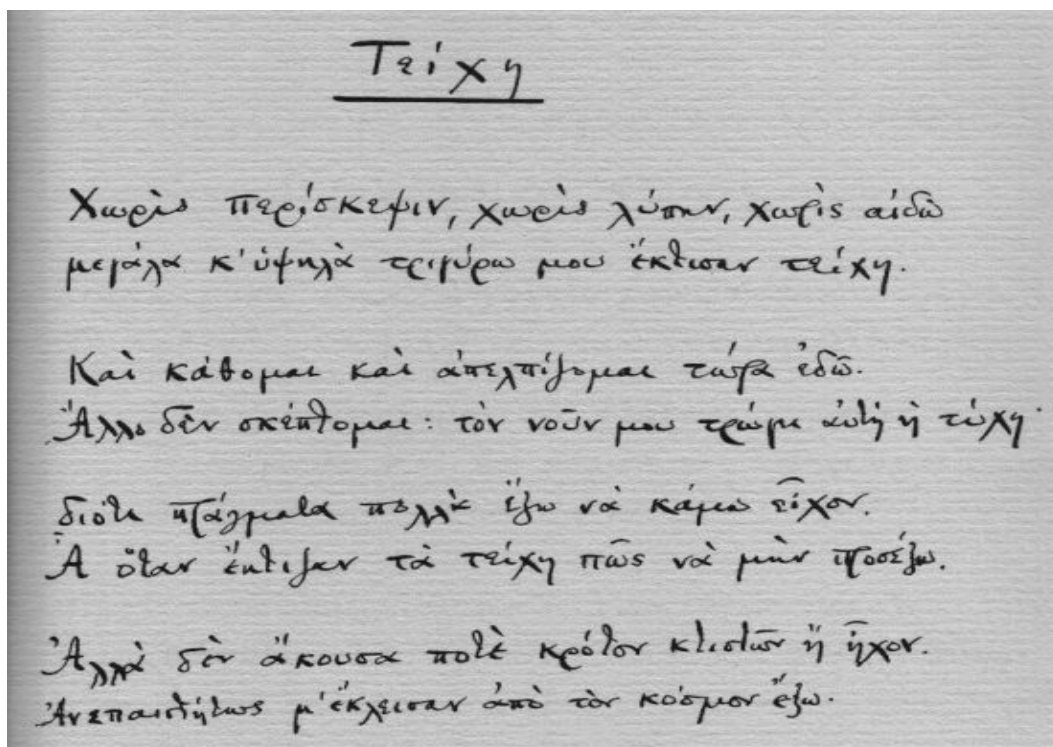 Τείχη
Χωρὶς περίσκεψιν, χωρὶς λύπην, χωρὶς αἰδὼ
μεγάλα κ' ὑψηλὰ τριγύρω μου ἔκτισαν τείχη.
Καὶ κάθομαι καὶ ἀπελπίζομαι τώρα ἐδῶ.
Ἄλλο δὲν σκέπτομαι: τὸν νοῦν μου τρώγει αὐτὴ ἡ τύχη·
διότι πράγματα πολλὰ ἔξω νὰ κάμω εἶχον.
Ἀ ὅταν ἔκτιζαν τὰ τείχη πῶς νὰ μὴν προσέξω.
Ἀλλὰ δὲν ἄκουσα ποτὲ κρότον κτιστῶν ἢ ἦχον.
Ἀνεπαισθήτως μ' ἔκλεισαν ἀπὸ τὸν κόσμον ἔξω.